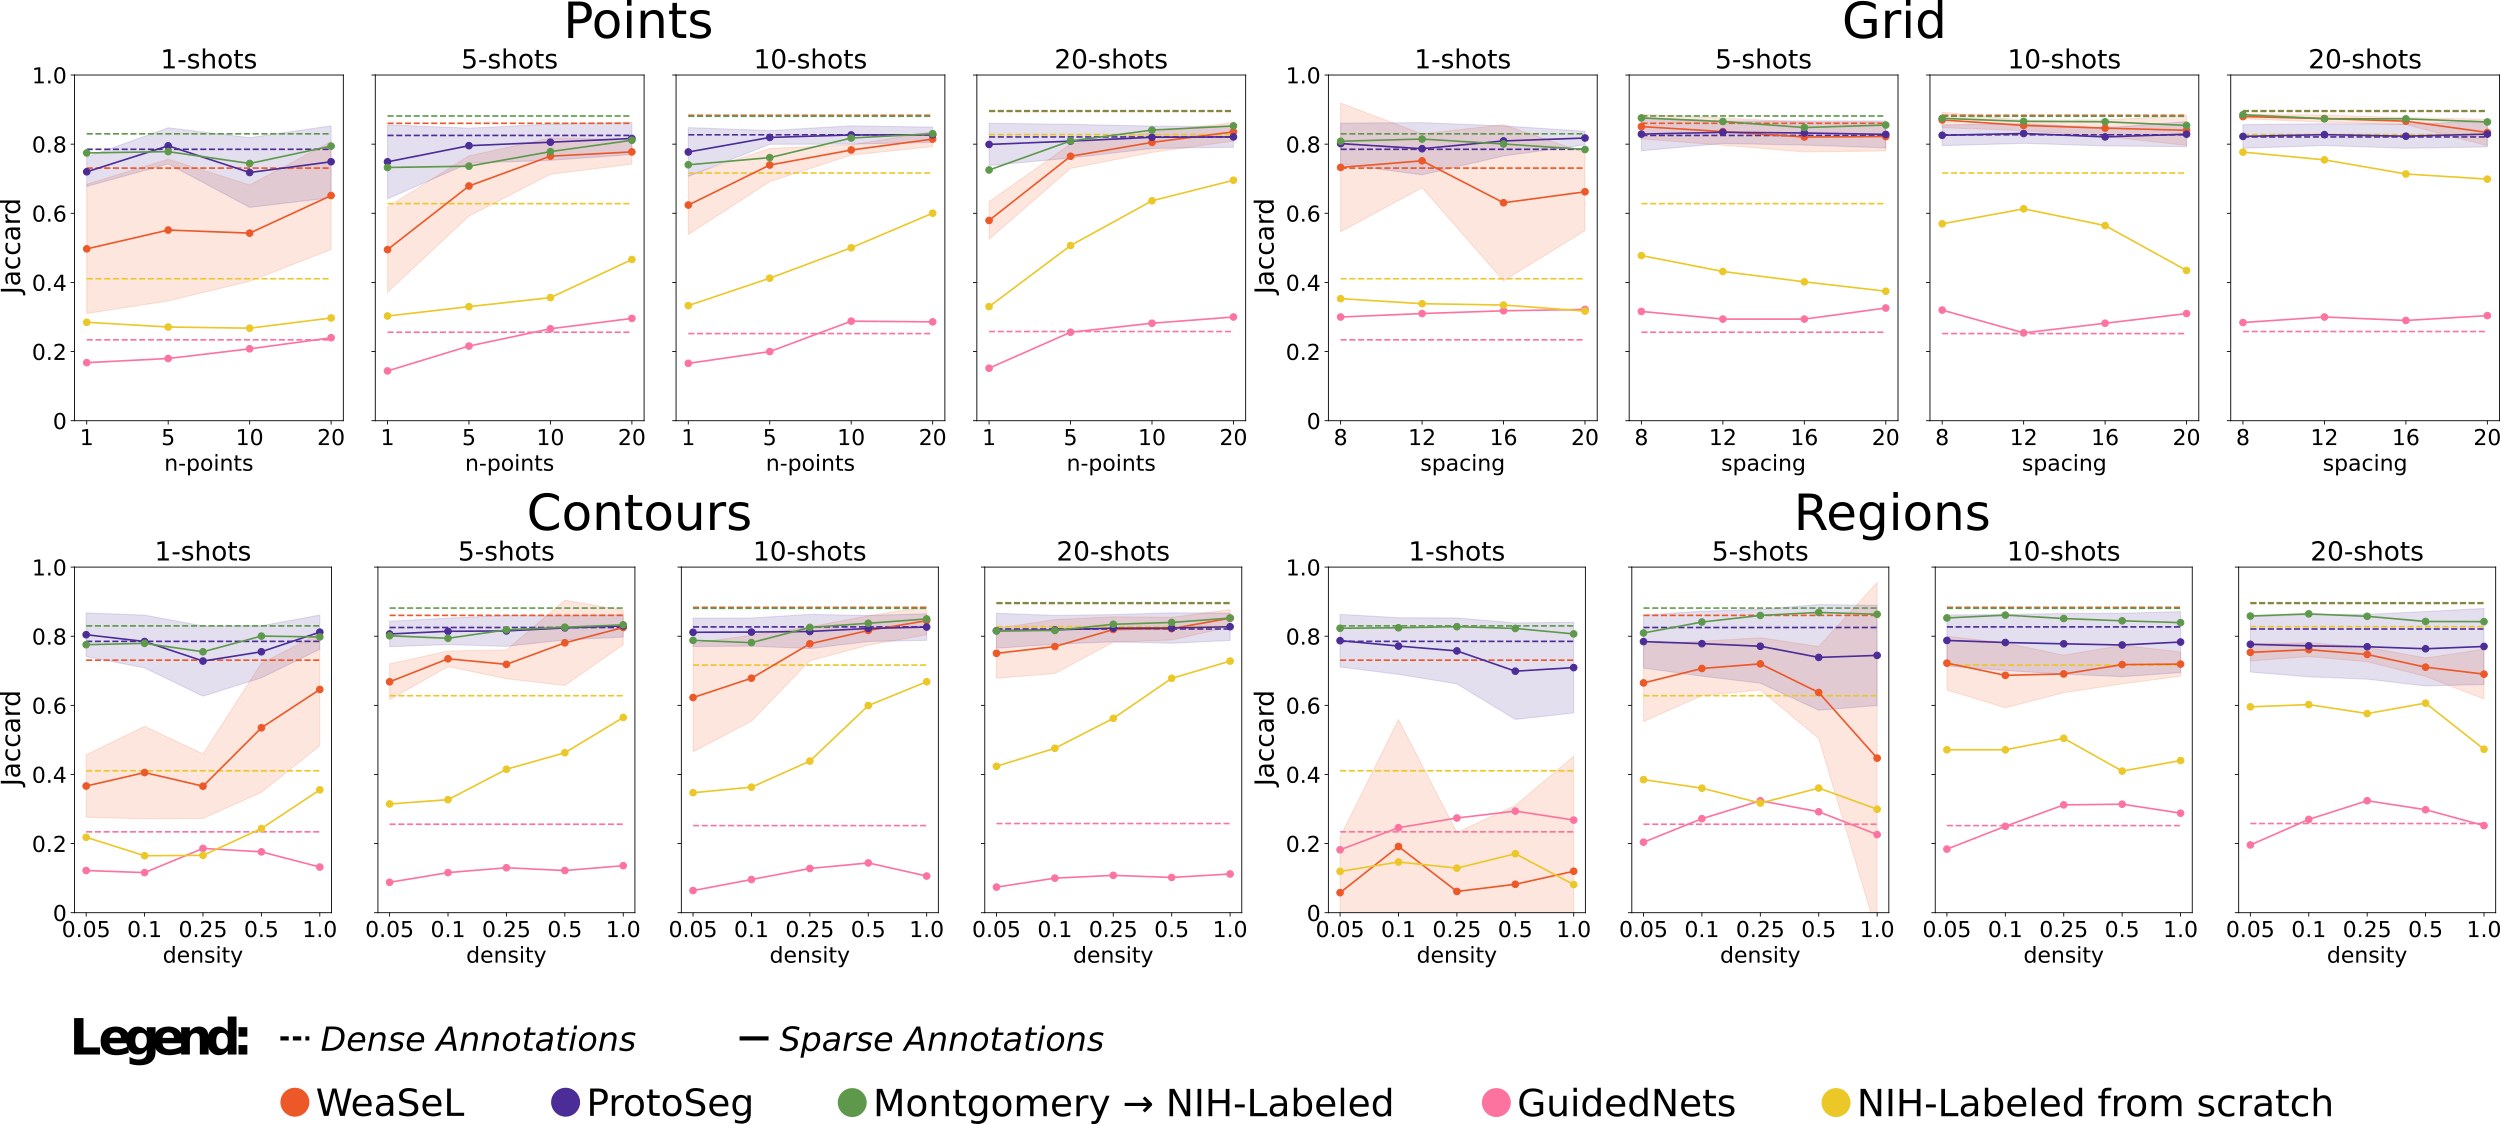 Points
Grid
1-shots 5-shots 10-shots 20-shots 1-shots 5-shots 10-shots 20-shots
Jaccard
1.0
0.8
0.6
0.4
0.2
0
Jaccard
1.0
0.8
0.6
0.4
0.2
0
1 5 10 20 1 5 10 20 1 5 10 20 1 5 10 20 8 12 16 20 8 12 16 20 8 12 16 20 8 12 16 20
n-points n-points n-points n-points spacing spacing spacing spacing
Contours
Regions
1-shots 5-shots 10-shots 20-shots 1-shots 5-shots 10-shots 20-shots
Jaccard
1.0
0.8
0.6
0.4
0.2
0
Jaccard
1.0
0.8
0.6
0.4
0.2
0
0.05 0.1 0.25 0.5 1.0 0.05 0.1 0.25 0.5 1.0 0.05 0.1 0.25 0.5 1.0 0.05 0.1 0.25 0.5 1.0 0.05 0.1 0.25 0.5 1.0 0.05 0.1 0.25 0.5 1.0 0.05 0.1 0.25 0.5 1.0 0.05 0.1 0.25 0.5 1.0
density density density density density density density density
Legend: Dense Annotations Sparse Annotations
WeaSeL ProtoSeg Montgomery → NIH-Labeled GuidedNets NIH-Labeled from scratch